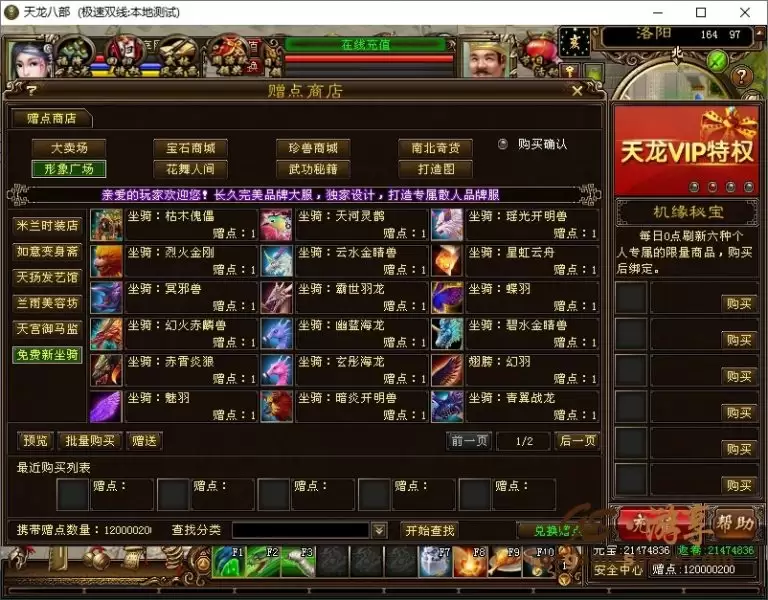 天龙八部 (极速双线:本地测试)
在线充值
洛阳 164 97
北
?
? 赠点商店
赠点商店
大卖场 宝石商城 珍兽商城 南北奇货 购买确认
形象广场 花舞人间 武功秘籍 打造图
亲爱的玩家欢迎您! 长久完美品牌大服,独家设计,打造专属散人品牌服
米兰时装店
如意变身斋
天扬发艺馆
兰雨美容坊
天宫御马监
免费新坐骑
坐骑:枯木傀儡 坐骑:天河灵鹊 坐骑:瑶光开明兽
赠点:1 赠点:1 赠点:1
坐骑:烈火金刚 坐骑:云水金睛兽 坐骑:星虹云舟
赠点:1 赠点:1 赠点:1
坐骑:冥邪兽 坐骑:霸世羽龙 坐骑:蝶羽
赠点:1 赠点:1 赠点:1
坐骑:幻火赤麟兽 坐骑:幽蓝海龙 坐骑:碧水金睛兽
赠点:1 赠点:1 赠点:1
坐骑:赤霄炎狼 坐骑:玄彤海龙 翅膀:幻羽
赠点:1 赠点:1 赠点:1
坐骑:魅羽 坐骑:暗炎开明兽 坐骑:苍翼战龙
赠点:1 赠点:1 赠点:1
预览 批量购买 赠送 前一页 1/2 后一页
最近购买列表
赠点: 赠点: 赠点: 赠点: 赠点:
携带赠点数量:12000020 查找分类 开始查找 兑换赠点
天龙VIP特权
机缘秘宝
每日0点刷新六种个
人专属的限量商品,购买
后绑定。
购买
购买
购买
购买
购买
购买
帮助
元宝:21474836 21474836
安全中心 赠点:120000200
F1 F2 F3 F7 F8 F9 F10
1